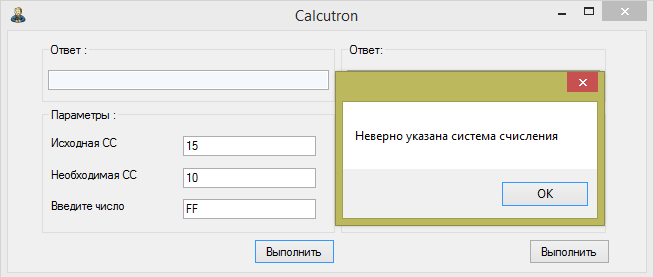 Calcutron
Ответ :
Ответ:
Параметры :
Исходная СС
15
Необходимая СС
10
Введите число
FF
Выполнить
Неверно указана система счисления
OK
Выполнить